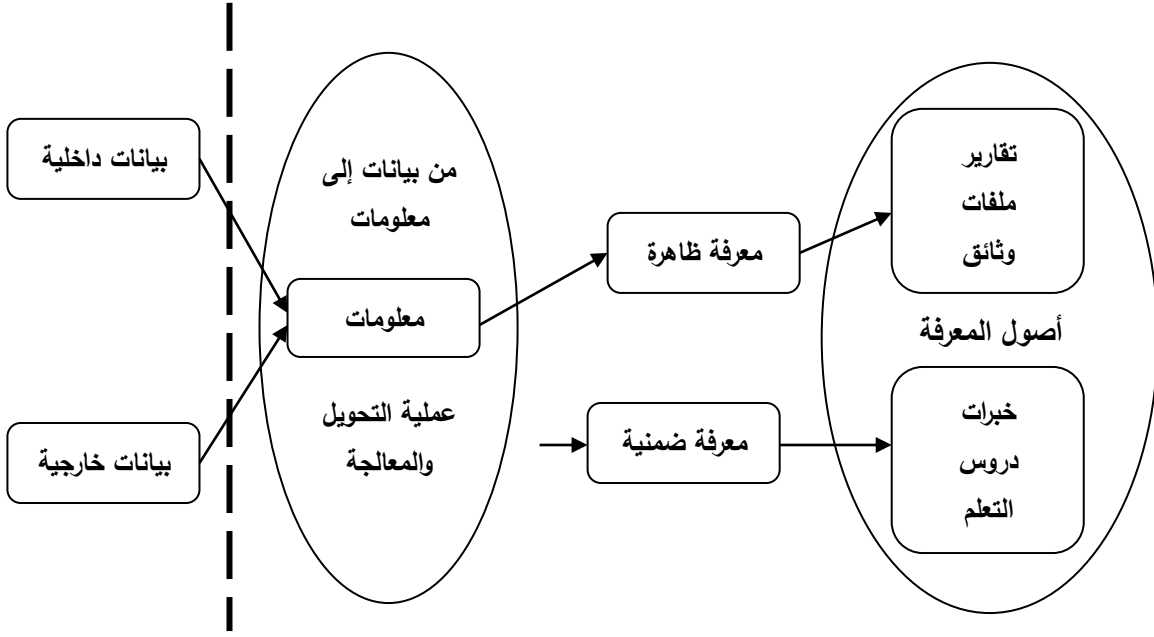 بيانات داخلية
بيانات خارجية
من بيانات إلى
معلومات
معلومات
عملية التحويل
والمعالجة
معرفة ظاهرة
معرفة ضمنية
تقارير
ملفات
وثائق
أصول المعرفة
خبرات
دروس
التعلم